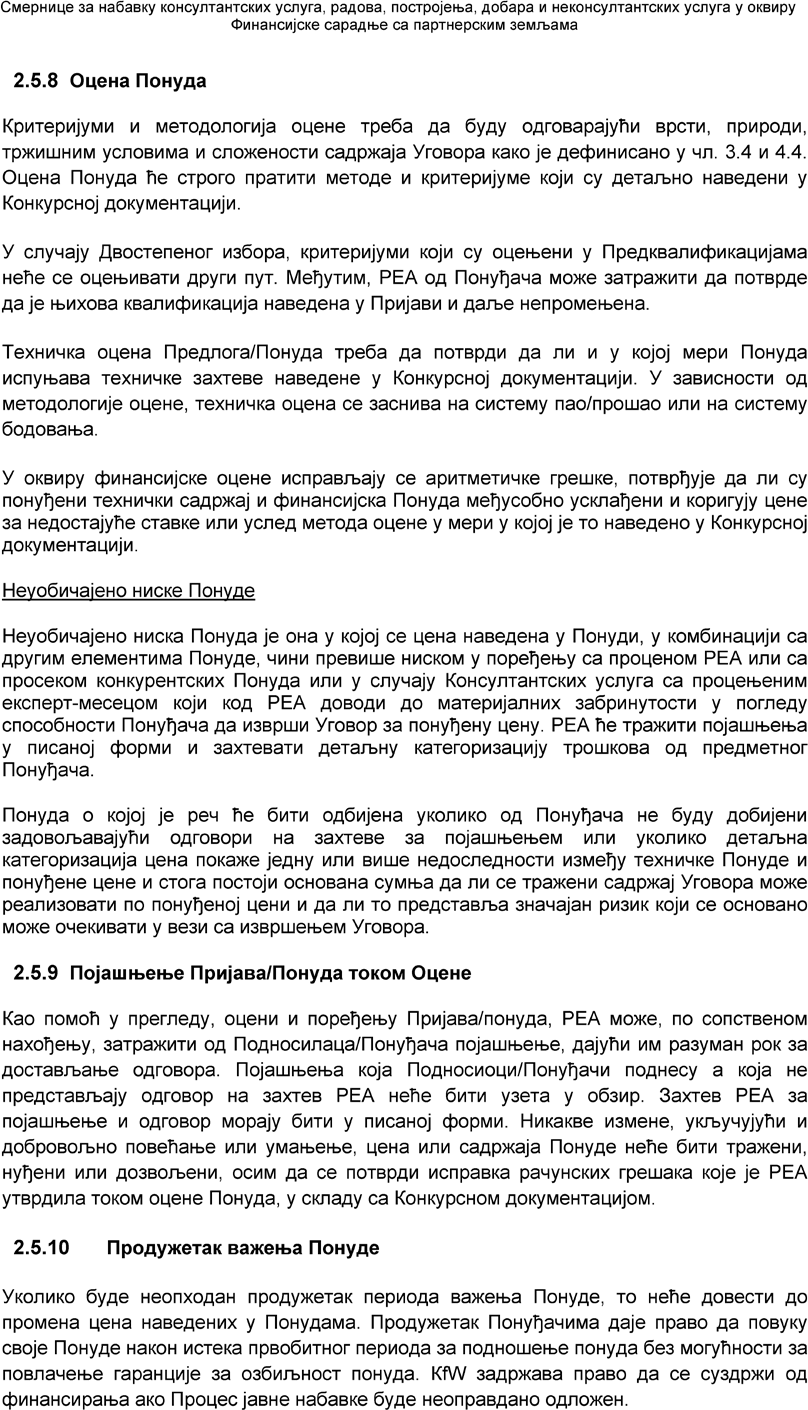 Смернице за набавку консултантских услуга, радова, постројења, добара и неконсултантских услуга у оквиру
Финансијске сарадње са партнерским земљама
2.5.8 Оцена Понуда
Критеријуми и методологија оцене треба да буду одговарајући врсти, природи,
тржишним условима и сложености садржаја Уговора како је дефинисано у чл. 3.4 и 4.4.
Оцена Понуда ће строго пратити методе и критеријуме који су детаљно наведени у
Конкурсној документацији.
У случају Двостепеног избора, критеријуми који су оцењени у Предквалификацијама
неће се оцењивати други пут. Међутим, РЕА од Понуђача може затражити да потврде
да је њихова квалификација наведена у Пријави и даље непромењена.
Техничка оцена Предлога/Понуда треба да потврди да ли и у којој мери Понуда
испуњава техничке захтеве наведене у Конкурсној документацији. У зависности од
методологије оцене, техничка оцена се заснива на систему пао/прошао или на систему
бодовања.
У оквиру финансијске оцене исправљају се аритметичке грешке, потврђује да ли су
понуђени технички садржај и финансијска Понуда међусобно усклађени и коригују цене
за недостајуће ставке или услед метода оцене у мери у којој је то наведено у Конкурсној
документацији.
Неуобичајено ниске Понуде
Неуобичајено ниска Понуда је она у којој се цена наведена у Понуди, у комбинацији са
другим елементима Понуде, чини превише ниском у поређењу са проценом РЕА или са
просеком конкурентских Понуда или у случају Консултантских услуга са процењеним
експерт-месецом који код РЕА доводи до материјалних забринутости у погледу
способности Понуђача да изврши Уговор за понуђену цену. РЕА ће тражити појашњења
у писаној форми и захтевати детаљну категоризацију трошкова од предметног
Понуђача.
Понуда о којој је реч ће бити одбијена уколико од Понуђача не буду добијени
задовољавајући одговори на захтеве за појашњењем или уколико детаљна
категоризација цена покаже једну или више недоследности између техничке Понуде и
понуђене цене и стога постоји основана сумња да ли се тражени садржај Уговора може
реализовати по понуђеној цени и да ли то представља значајан ризик који се основано
може очекивати у вези са извршењем Уговора.
2.5.9 Појашњење Пријава/Понуда током Оцене
Као помоћ у прегледу, оцени и поређењу Пријава/понуда, РЕА може, по сопственом
нахођењу, затражити од Подносилаца/Понуђача појашњење, дајући им разуман рок за
достављање одговора. Појашњења која Подносиоци/Понуђачи поднесу а која не
представљају одговор на захтев РЕА неће бити узета у обзир. Захтев РЕА за
појашњење и одговор морају бити у писаној форми. Никакве измене, укључујући и
добровољно повећање или умањење, цена или садржаја Понуде неће бити тражени,
нуђени или дозвољени, осим да се потврди исправка рачунских грешака које је РЕА
утврдила током оцене Понуда, у складу са Конкурсном документацијом.
2.5.10 Продужетак важења Понуде
Уколико буде неопходан продужетак периода важења Понуде, то неће довести до
промена цена наведених у Понудама. Продужетак Понуђачима даје право да повуку
своје Понуде након истека првобитног периода за подношење понуда без могућности за
повлачење гаранције за озбиљност понуда. KfW задржава право да се суздржи од
финансирања ако Процес јавне набавке буде неоправдано одложен.